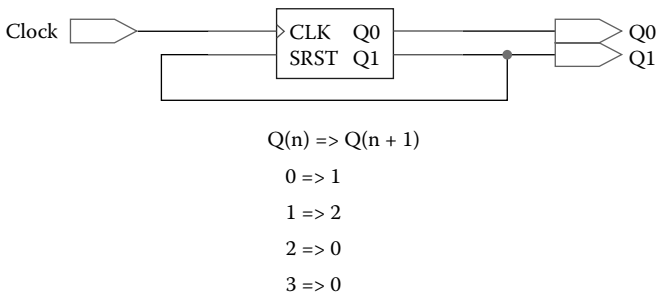 Clock CLK Q0 Q0
SRST Q1 Q1
Q(n) => Q(n + 1)
0 => 1
1 => 2
2 => 0
3 => 0